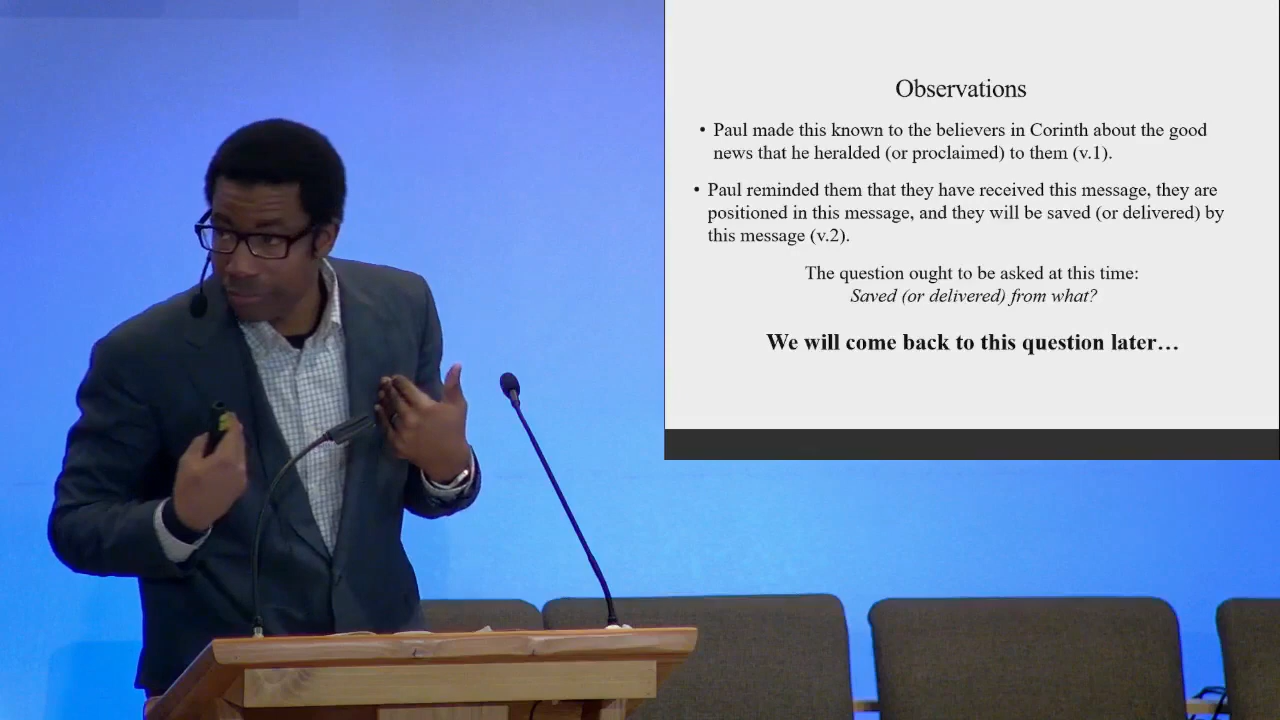 Observations
• Paul made this known to the believers in Corinth about the good
news that he heralded (or proclaimed) to them (v.1).
• Paul reminded them that they have received this message, they are
positioned in this message, and they will be saved (or delivered) by
this message (v.2).
The question ought to be asked at this time:
Saved (or delivered) from what?
We will come back to this question later…